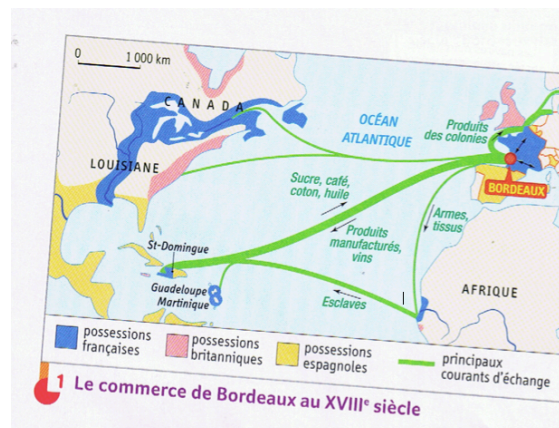 0
1 000 km
CANADA
LOUISIANE
OCÉAN
ATLANTIQUE
Produits
des colonies
BORDEAUX
Sucre, café,
coton, huile
Armes,
tissus
Produits
manufacturés,
vins
St-Domingue
Guadeloupe
Martinique
Esclaves
AFRIQUE
possessions
françaises
possessions
britanniques
possessions
espagnoles
principaux
courants d'échange
1 Le commerce de Bordeaux au XVIIIe siècle